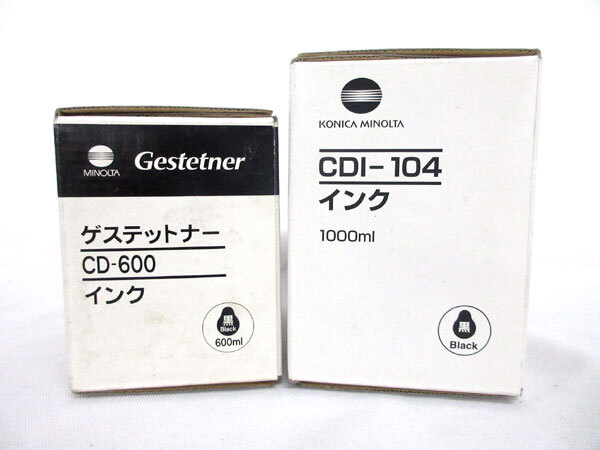 MINOLTA
Gestetner
ゲステットナー
CD-600
インク
黒
Black
600ml
KONICA MINOLTA
CDI-104
インク
1000ml
黒
Black